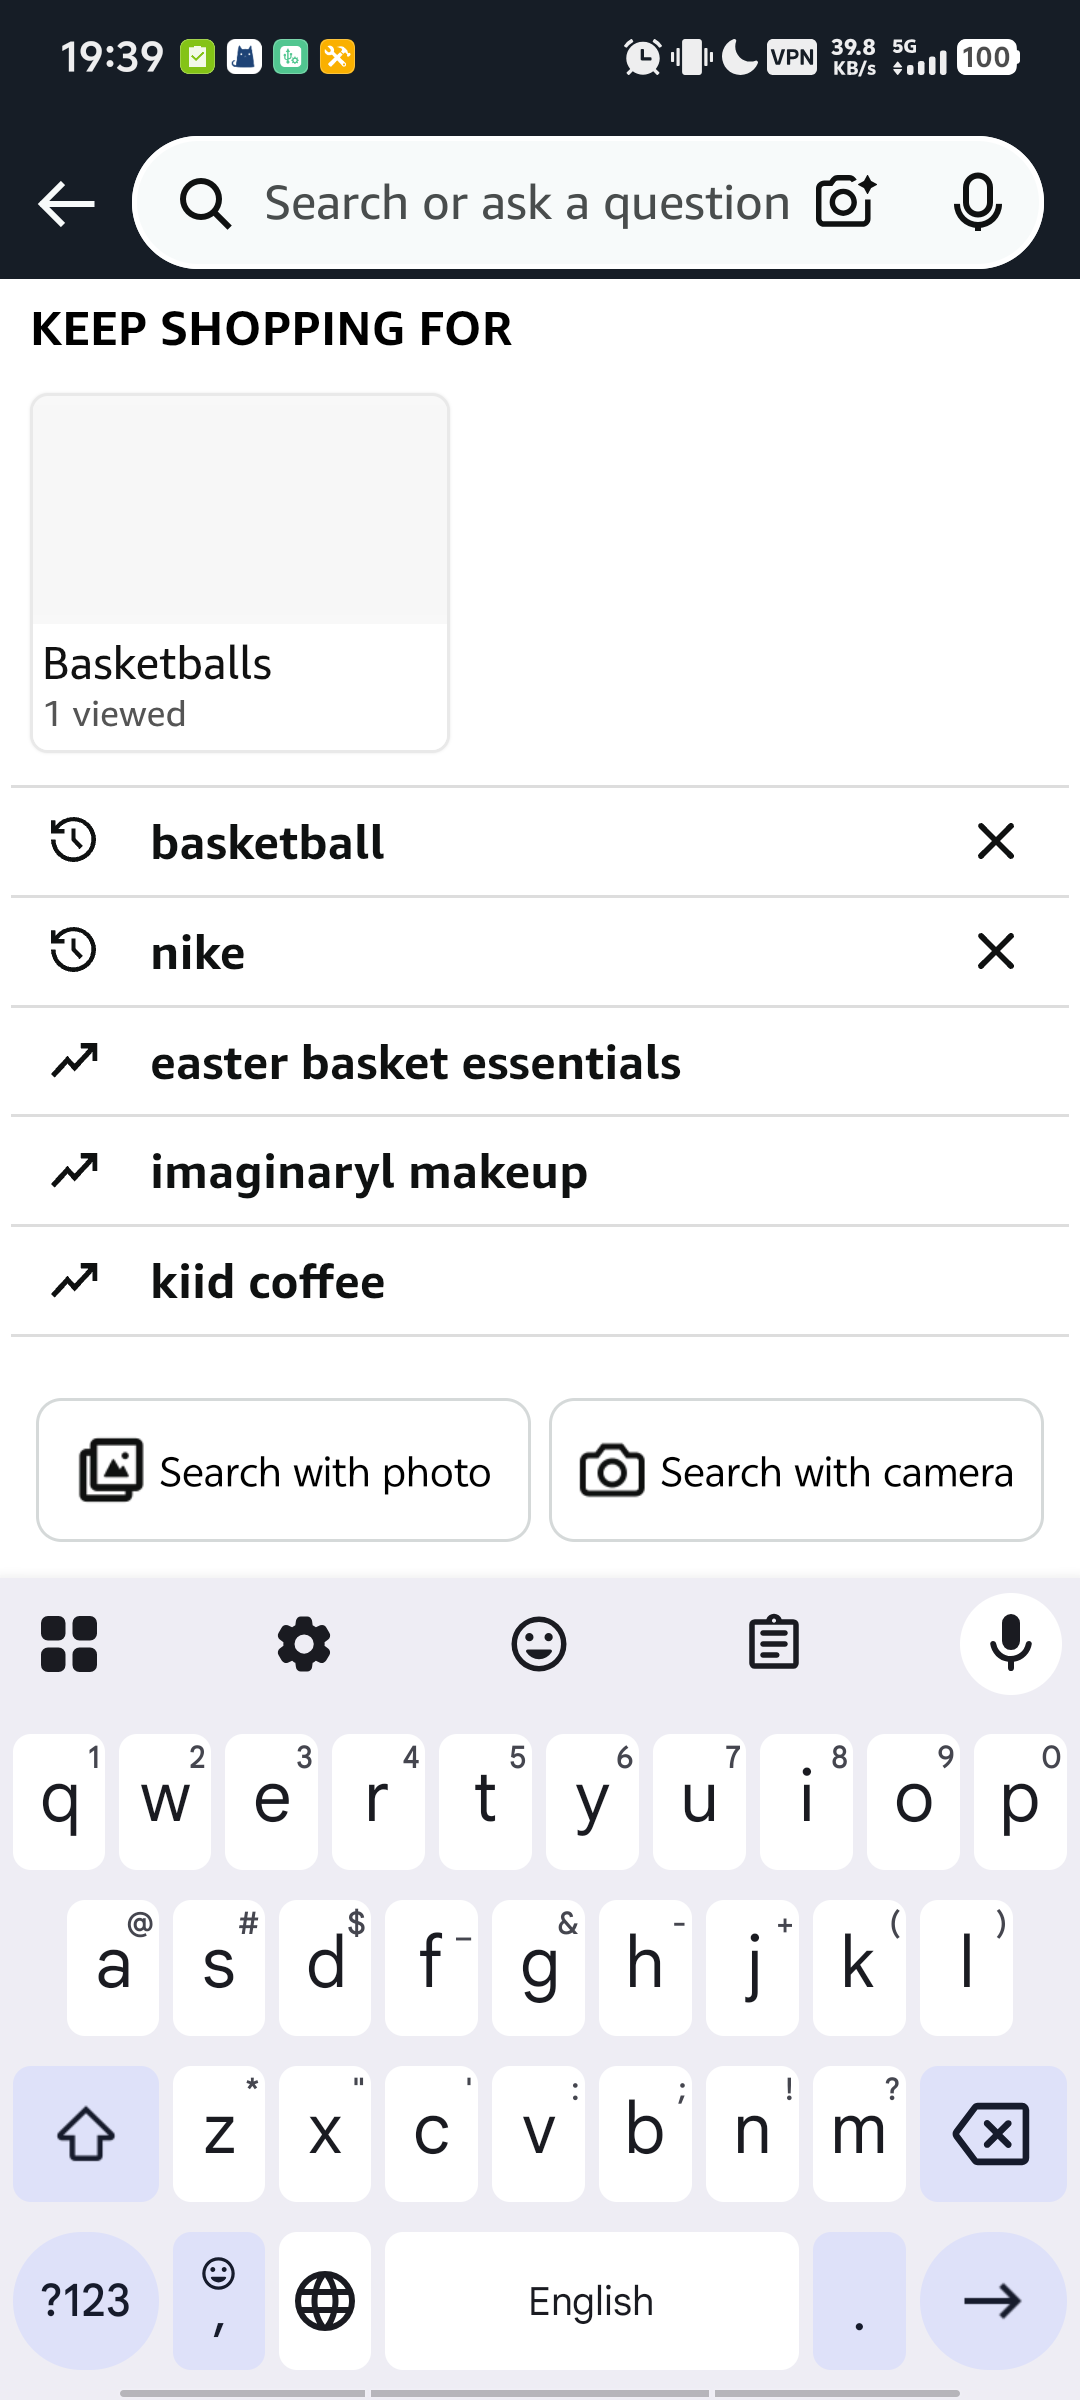 19:39
VPN
39.8
KB/s
5G
100
Search or ask a question
KEEP SHOPPING FOR
Basketballs
1 viewed
basketball
nike
easter basket essentials
imaginaryl makeup
kiid coffee
Search with photo
Search with camera
1 2 3 4 5 6 7 8 9 0
q w e r t y u i o p
@ # $ _ & - + ( )
a s d f g h j k l
* " ' : ; ! ?
z x c v b n m
?123
,
English
.